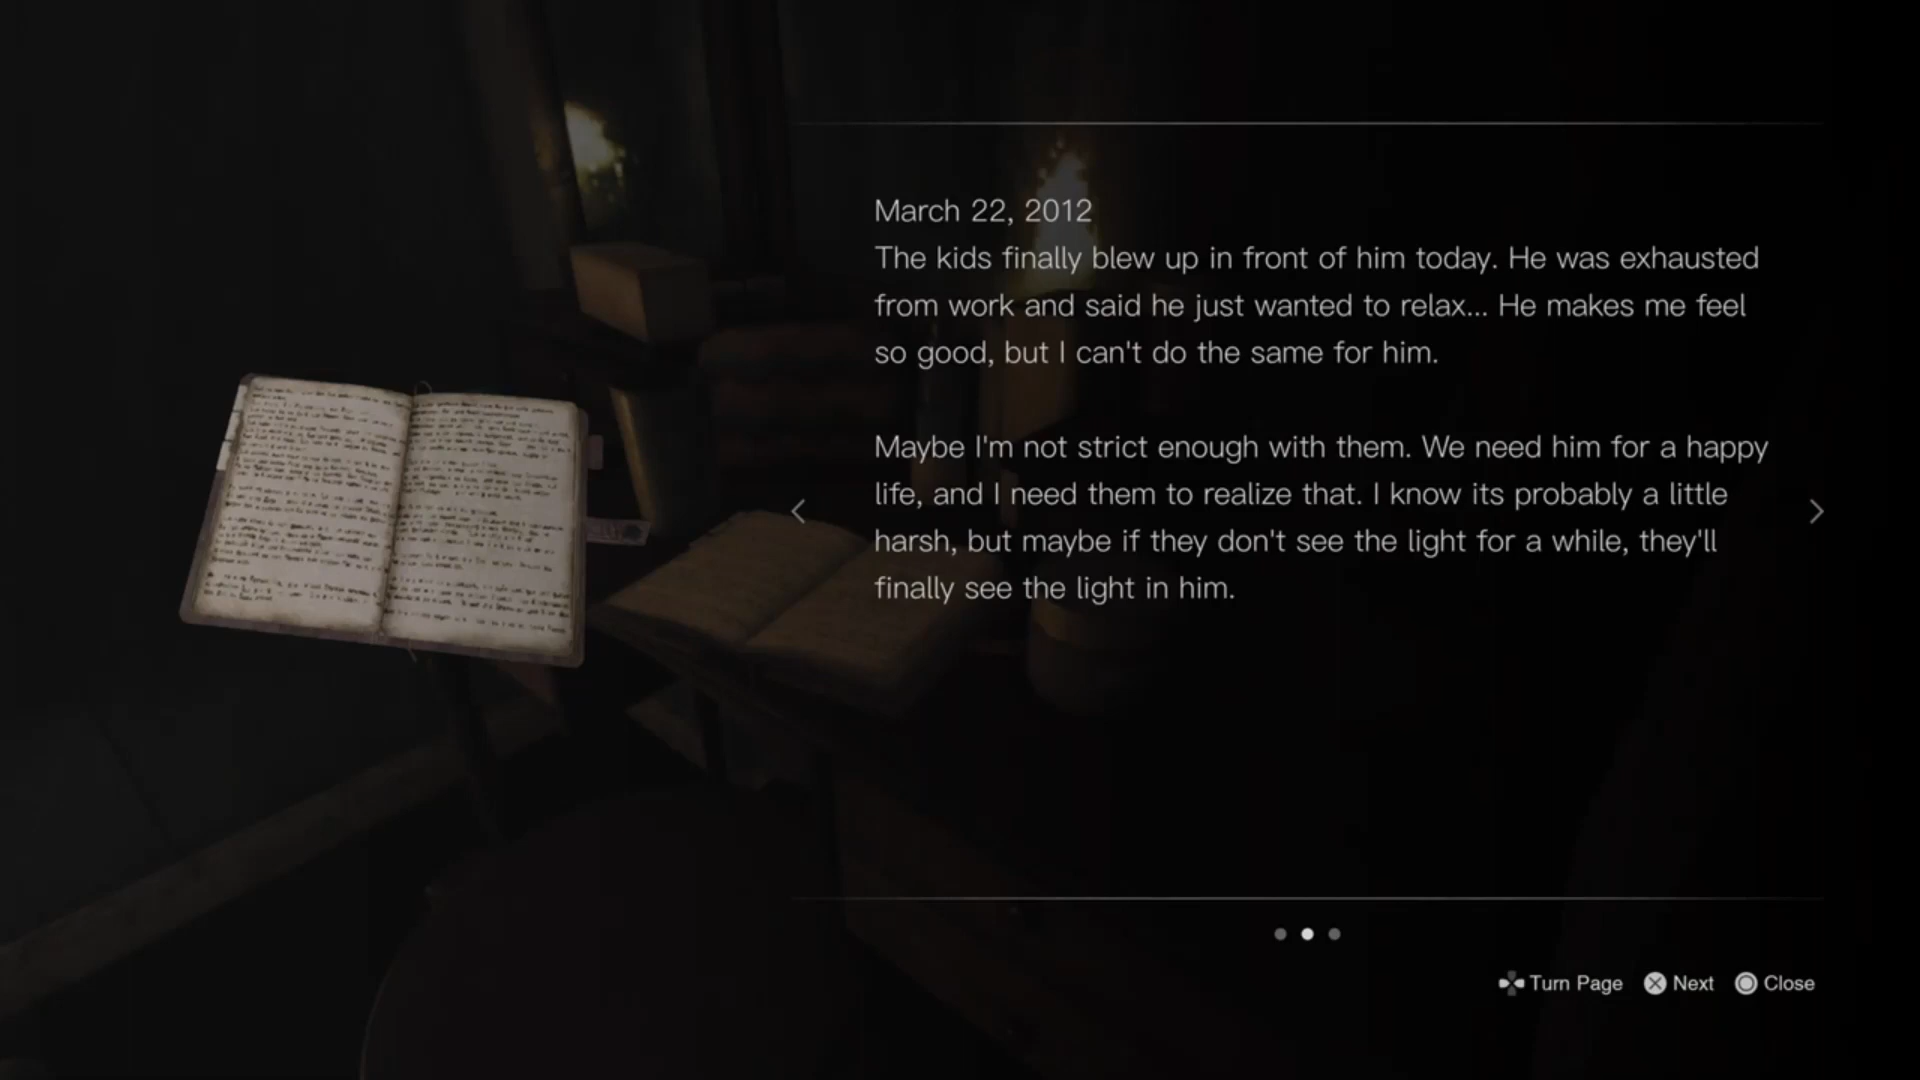 March 22, 2012
The kids finally blew up in front of him today. He was exhausted
from work and said he just wanted to relax... He makes me feel
so good, but I can't do the same for him.
Maybe I'm not strict enough with them. We need him for a happy
life, and I need them to realize that. I know its probably a little
harsh, but maybe if they don't see the light for a while, they'll
finally see the light in him.
Turn Page Next Close